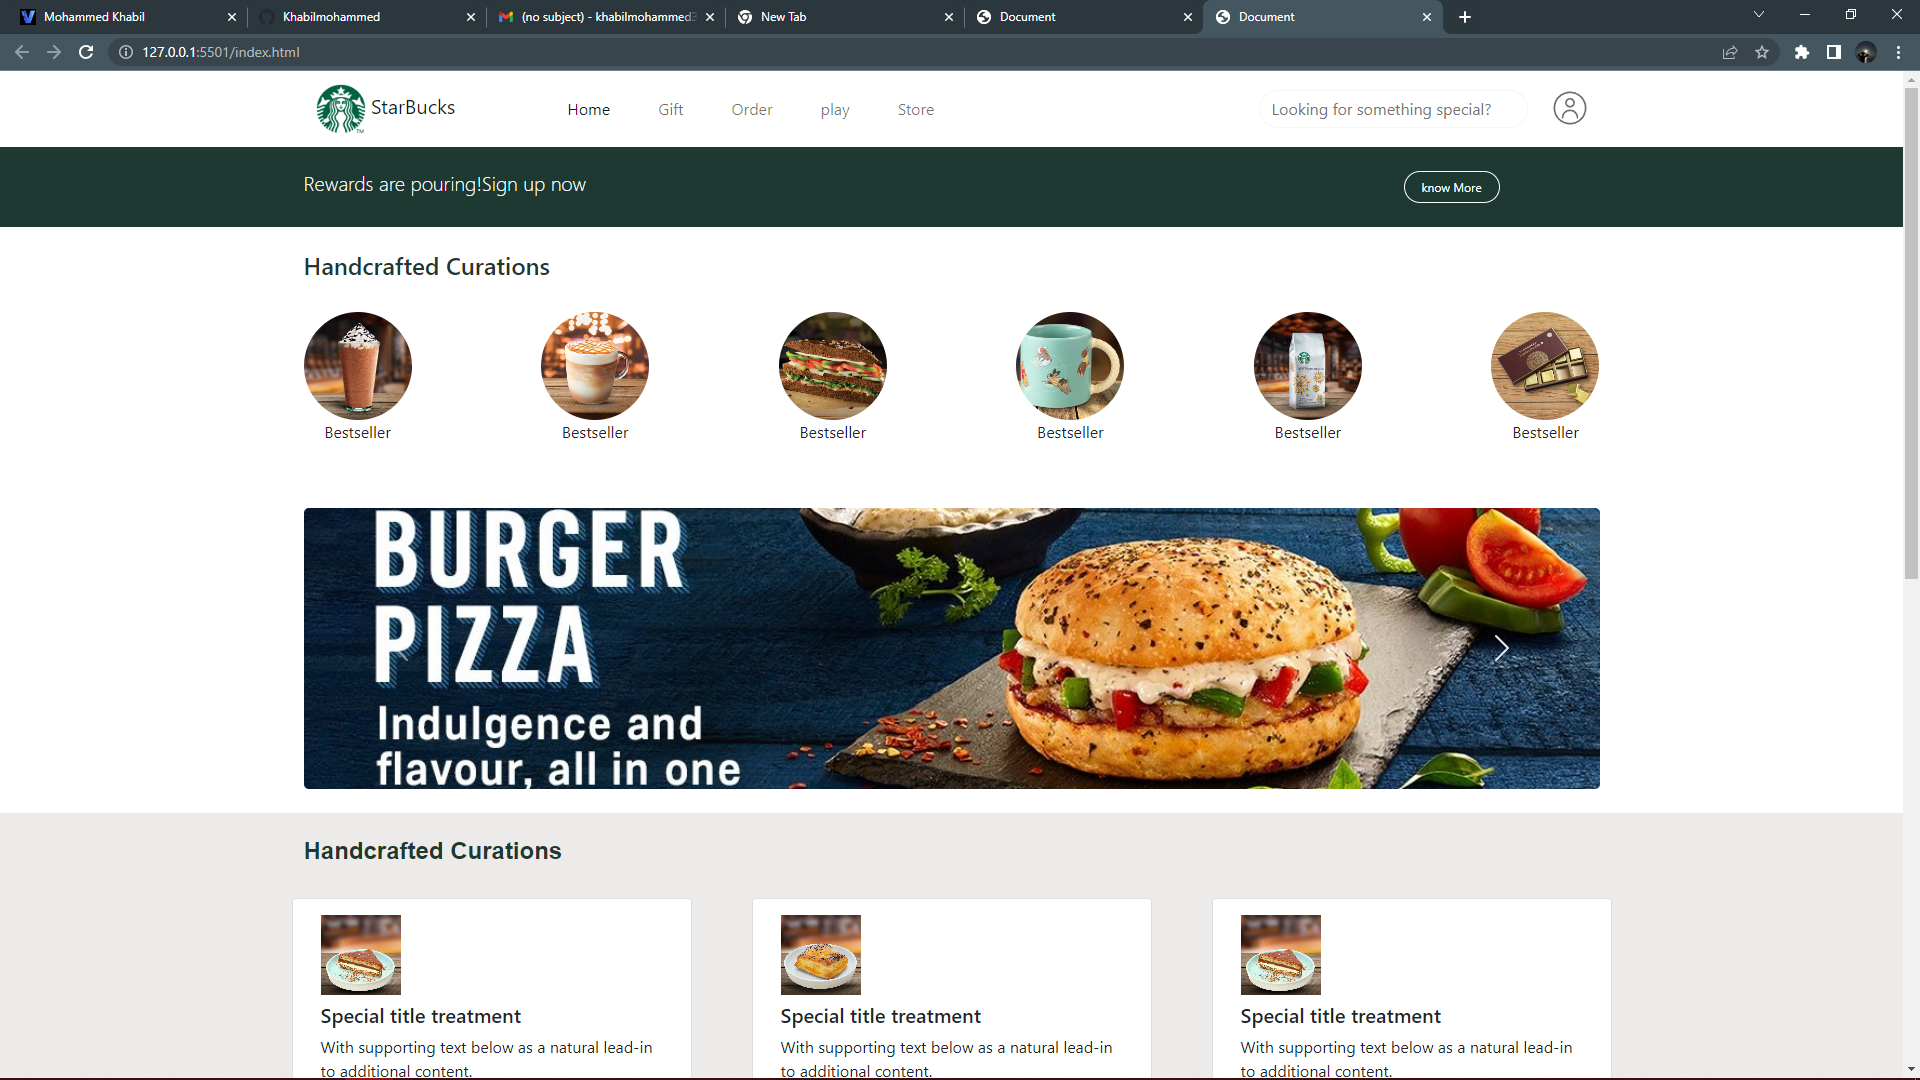 Mohammed Khabil
Khabilmohammed
(no subject) - khabilmohammed3
New Tab
Document
Document
127.0.0.1:5501/index.html
StarBucks
Home
Gift
Order
play
Store
Looking for something special?
Rewards are pouring!Sign up now
know More
Handcrafted Curations
Bestseller
Bestseller
Bestseller
Bestseller
Bestseller
Bestseller
BURGER
PIZZA
Indulgence and
flavour, all in one
Handcrafted Curations
Special title treatment
With supporting text below as a natural lead-in
to additional content.
Special title treatment
With supporting text below as a natural lead-in
to additional content.
Special title treatment
With supporting text below as a natural lead-in
to additional content.